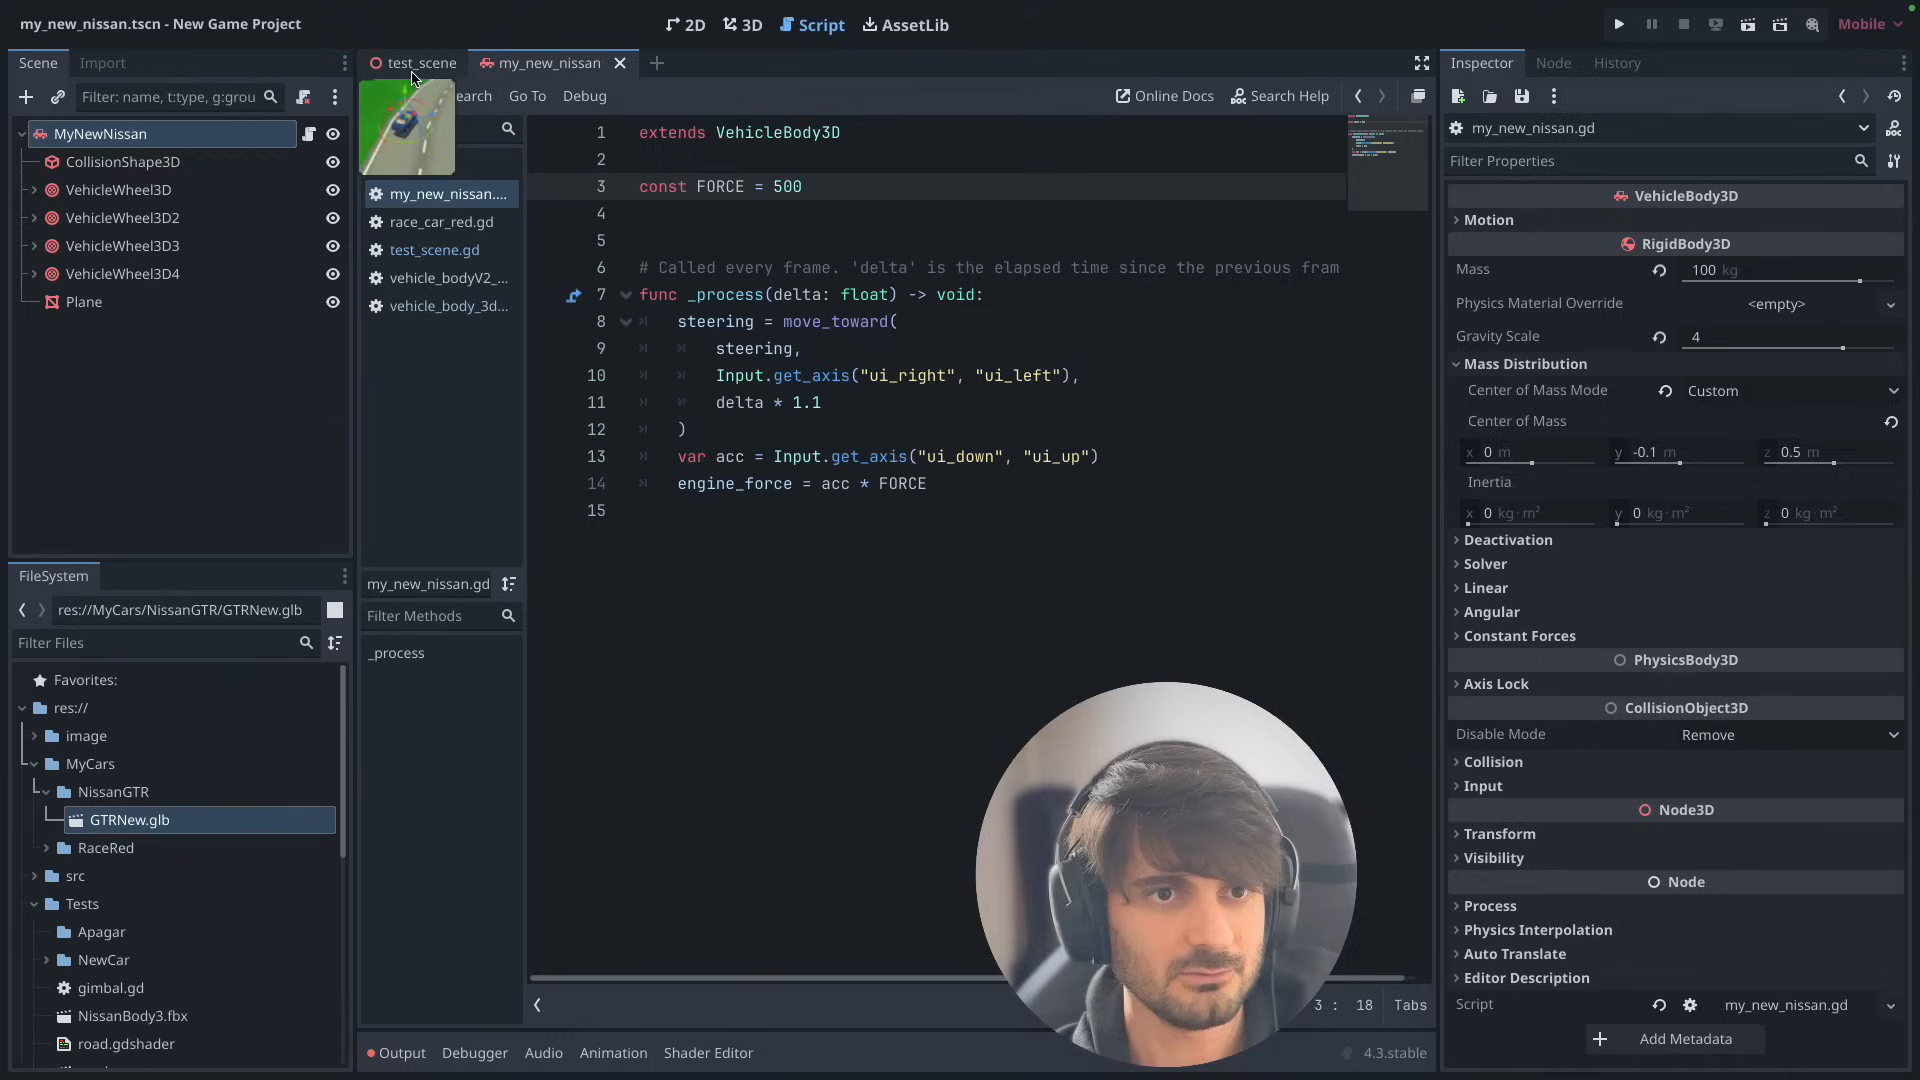 my_new_nissan.tscn - New Game Project
2D
3D
Script
AssetLib
Mobile
Scene
Import
Filter: name, t:type, g:grou
MyNewNissan
CollisionShape3D
VehicleWheel3D
VehicleWheel3D2
VehicleWheel3D3
VehicleWheel3D4
Plane
FileSystem
res://MyCars/NissanGTR/GTRNew.glb
Filter Files
Favorites:
res://
image
MyCars
NissanGTR
GTRNew.glb
RaceRed
src
Tests
Apagar
NewCar
gimbal.gd
NissanBody3.fbx
road.gdshader
test_scene
my_new_nissan
earch
Go To
Debug
Online Docs
Search Help
my_new_nissan....
race_car_red.gd
test_scene.gd
vehicle_bodyV2_...
vehicle_body_3d...
my_new_nissan.gd
Filter Methods
_process
1 extends VehicleBody3D
2
3 const FORCE = 500
4
5
6 # Called every frame. 'delta' is the elapsed time since the previous fram
7 func _process(delta: float) -> void:
8 steering = move_toward(
9 steering,
10 Input.get_axis("ui_right", "ui_left"),
11 delta * 1.1
12 )
13 var acc = Input.get_axis("ui_down", "ui_up")
14 engine_force = acc * FORCE
15
3 : 18
Tabs
Output
Debugger
Audio
Animation
Shader Editor
4.3.stable
Inspector
Node
History
my_new_nissan.gd
Filter Properties
VehicleBody3D
Motion
RigidBody3D
Mass 100 kg
Physics Material Override <empty>
Gravity Scale 4
Mass Distribution
Center of Mass Mode Custom
Center of Mass
x 0 m y -0.1 m z 0.5 m
Inertia
x 0 kg·m² y 0 kg·m² z 0 kg·m²
Deactivation
Solver
Linear
Angular
Constant Forces
PhysicsBody3D
Axis Lock
CollisionObject3D
Disable Mode Remove
Collision
Input
Node3D
Transform
Visibility
Node
Process
Physics Interpolation
Auto Translate
Editor Description
Script my_new_nissan.gd
Add Metadata